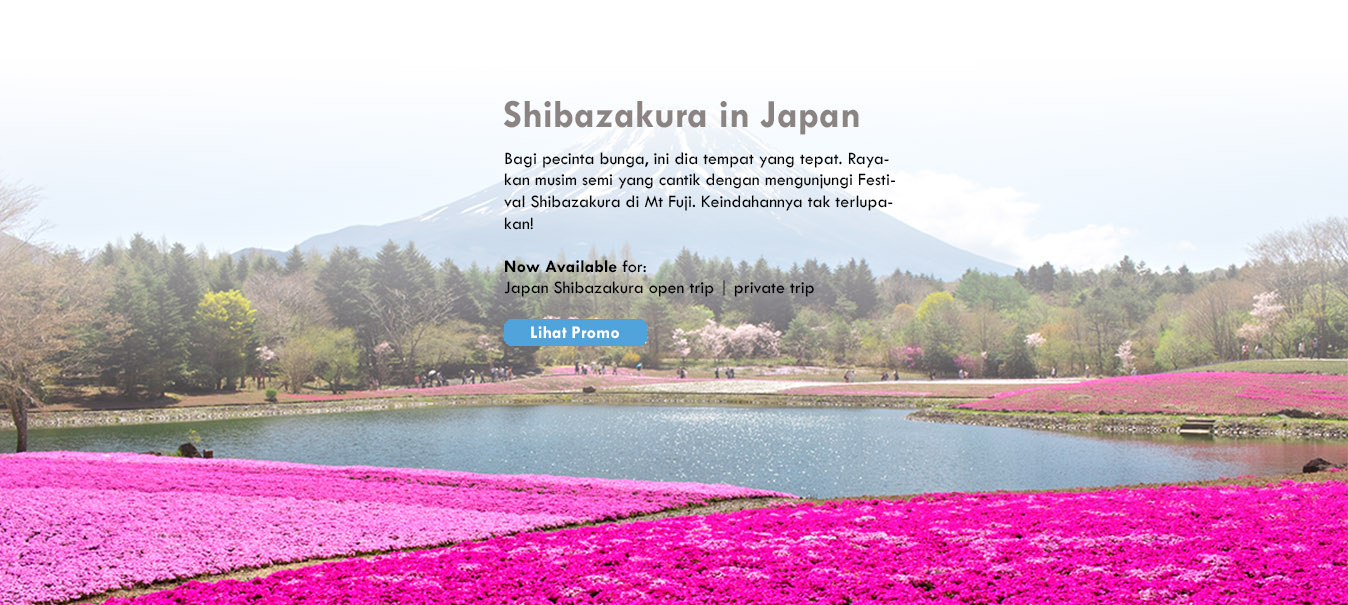 Shibazakura in Japan
Bagi pecinta bunga, ini dia tempat yang tepat. Raya-
kan musim semi yang cantik dengan mengunjungi Festi-
val Shibazakura di Mt Fuji. Keindahannya tak terlupa-
kan!
Now Available for:
Japan Shibazakura open trip | private trip
Lihat Promo